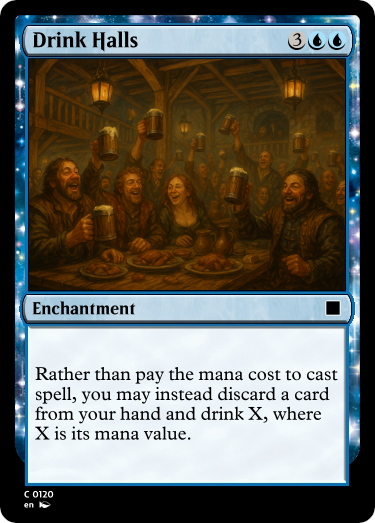 Drink Halls 3
Enchantment
Rather than pay the mana cost to cast
spell, you may instead discard a card
from your hand and drink X, where
X is its mana value.
C 0120
en